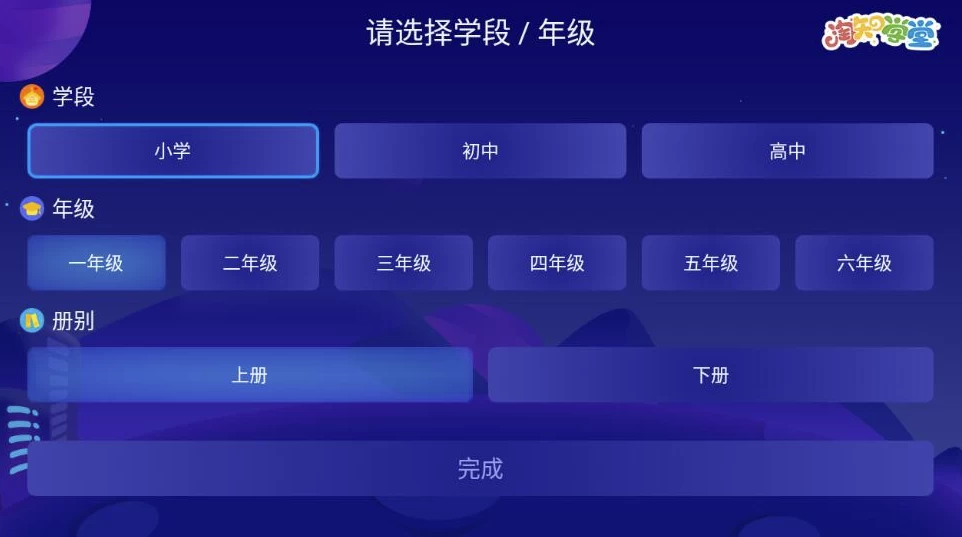 请选择学段 / 年级
淘知学堂
学段
小学 初中 高中
年级
一年级 二年级 三年级 四年级 五年级 六年级
册别
上册 下册
完成